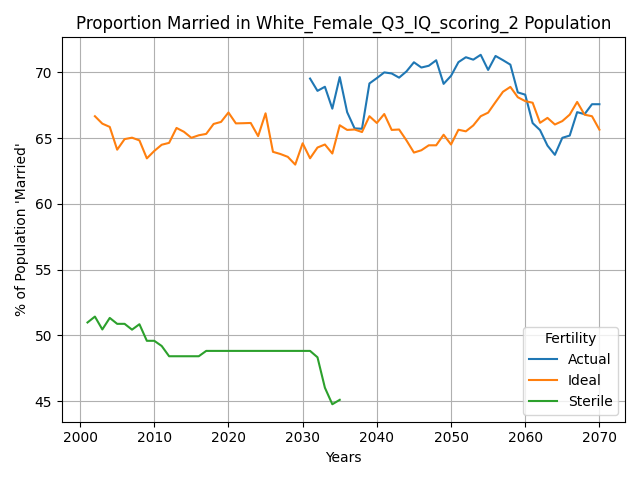 Proportion Married in White_Female_Q3_IQ_scoring_2 Population
% of Population 'Married'
70
65
60
55
50
45
2000 2010 2020 2030 2040 2050 2060 2070
Years
Fertility
Actual
Ideal
Sterile